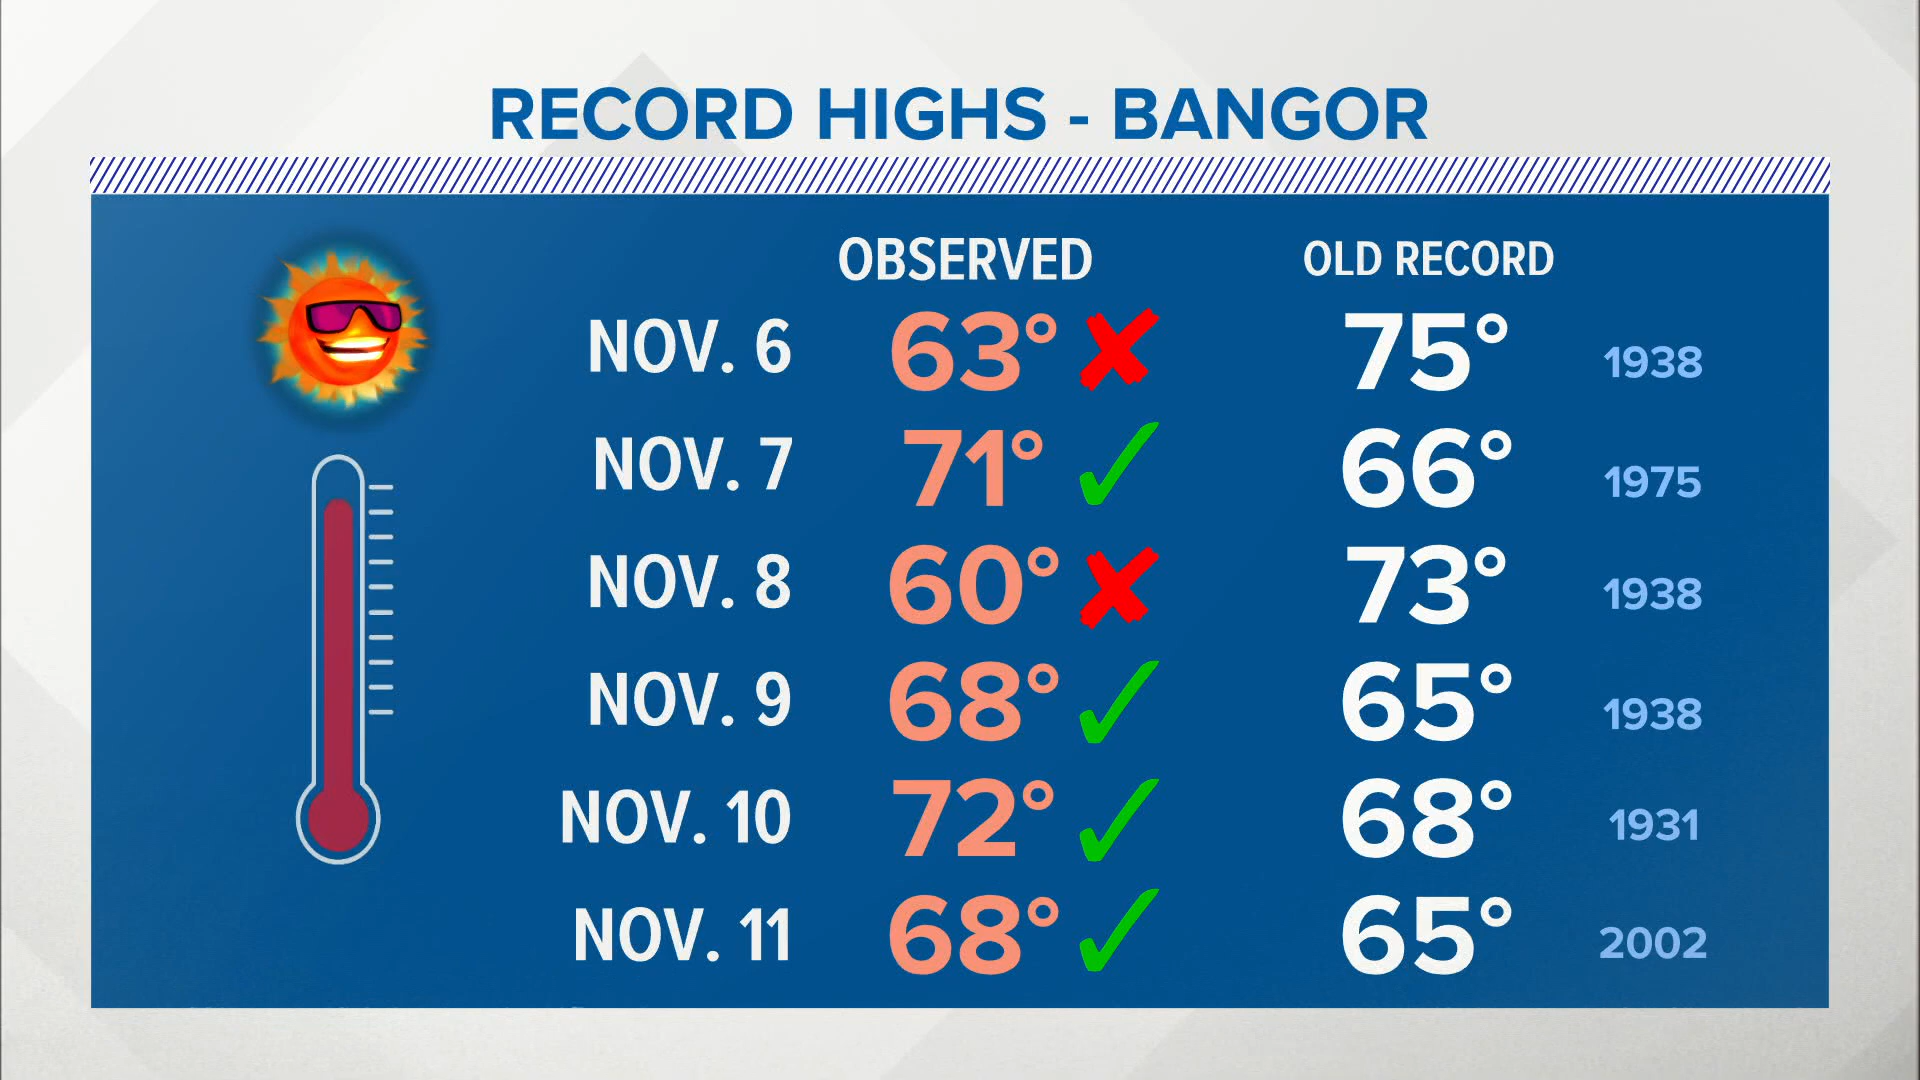 RECORD HIGHS - BANGOR
OBSERVED OLD RECORD
NOV. 6 63° ✘ 75° 1938
NOV. 7 71° ✓ 66° 1975
NOV. 8 60° ✘ 73° 1938
NOV. 9 68° ✓ 65° 1938
NOV. 10 72° ✓ 68° 1931
NOV. 11 68° ✓ 65° 2002